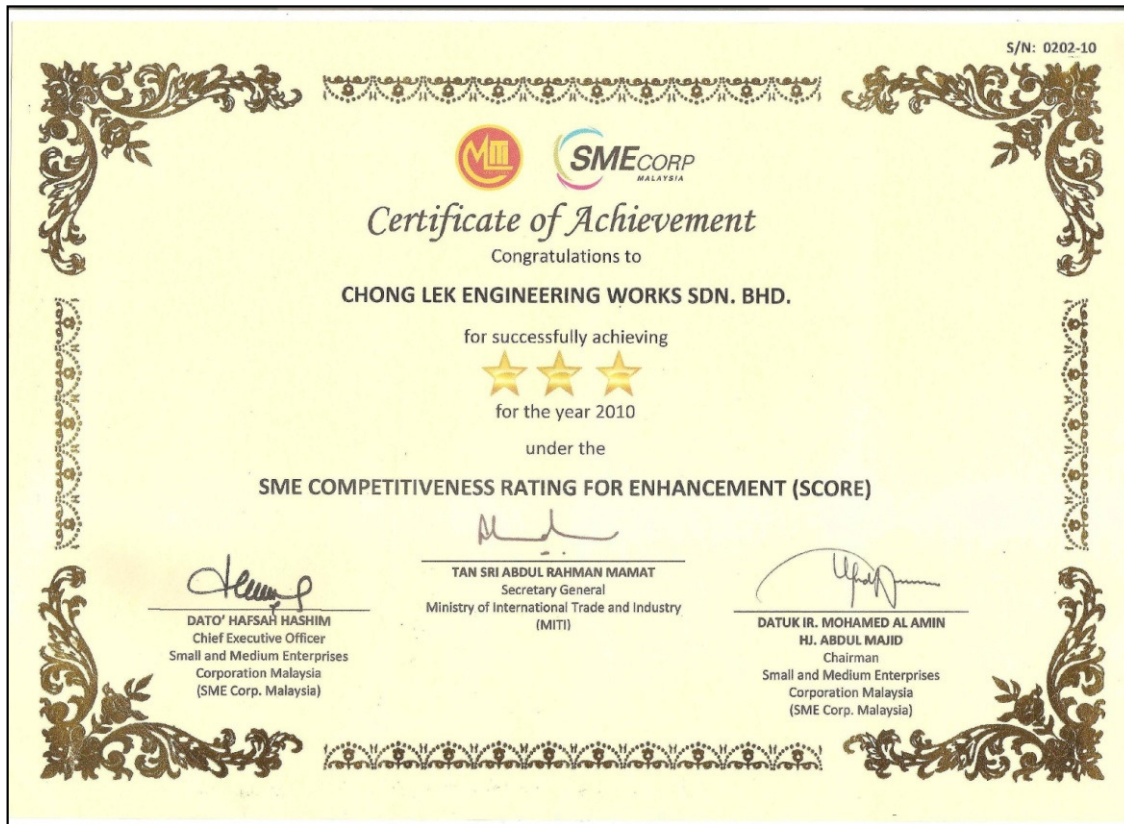 S/N: 0202-10
MITI
SMECORP
MALAYSIA
Certificate of Achievement
Congratulations to
CHONG LEK ENGINEERING WORKS SDN. BHD.
for successfully achieving
for the year 2010
under the
SME COMPETITIVENESS RATING FOR ENHANCEMENT (SCORE)
TAN SRI ABDUL RAHMAN MAMAT
Secretary General
Ministry of International Trade and Industry
(MITI)
DATO' HAFSAH HASHIM
Chief Executive Officer
Small and Medium Enterprises
Corporation Malaysia
(SME Corp. Malaysia)
DATUK IR. MOHAMED AL AMIN
HJ. ABDUL MAJID
Chairman
Small and Medium Enterprises
Corporation Malaysia
(SME Corp. Malaysia)